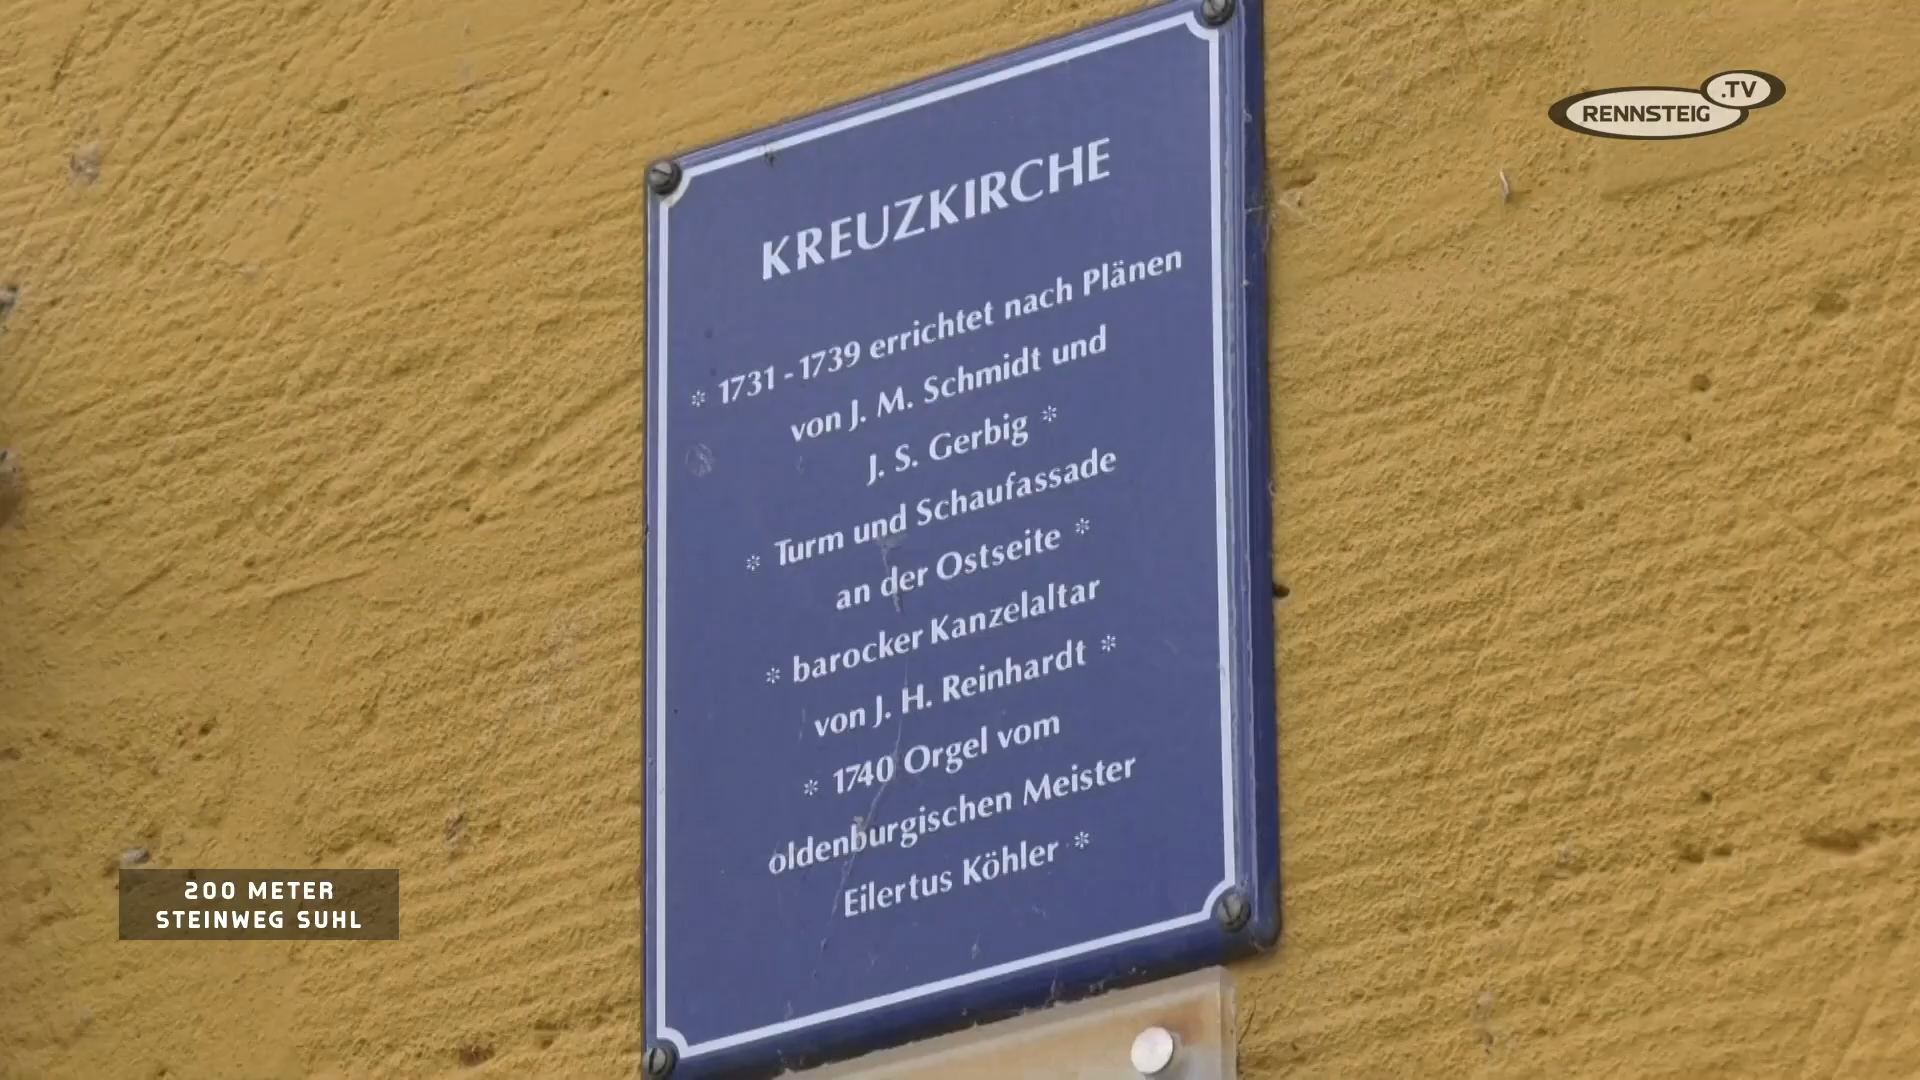 RENNSTEIG .TV
KREUZKIRCHE
* 1731 - 1739 errichtet nach Plänen
von J. M. Schmidt und
J. S. Gerbig *
* Turm und Schaufassade
an der Ostseite *
* barocker Kanzelaltar
von J. H. Reinhardt *
* 1740 Orgel vom
oldenburgischen Meister
Eilertus Köhler *
200 METER
STEINWEG SUHL